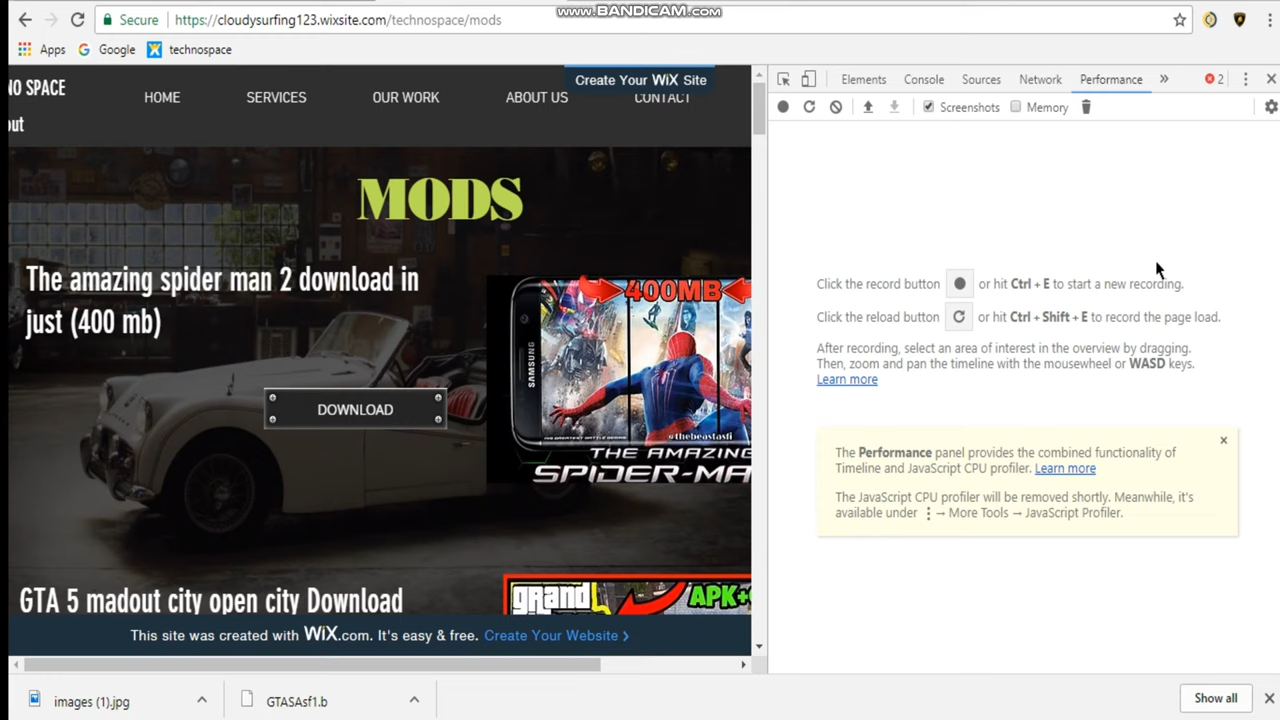 www.BANDICAM.com
Secure https://cloudysurfing123.wixsite.com/technospace/mods
Apps Google technospace
NO SPACE
HOME SERVICES OUR WORK ABOUT US CONTACT
Create Your WiX Site
out
MODS
The amazing spider man 2 download in
just (400 mb)
DOWNLOAD
400MB
SAMSUNG
@thebeastasfi
THE AMAZING
SPIDER-MA
GTA 5 madout city open city Download
grand
APK+
This site was created with WiX.com. It's easy & free. Create Your Website >
Elements Console Sources Network Performance » 2
Screenshots Memory
Click the record button or hit Ctrl + E to start a new recording.
Click the reload button or hit Ctrl + Shift + E to record the page load.
After recording, select an area of interest in the overview by dragging.
Then, zoom and pan the timeline with the mousewheel or WASD keys.
Learn more
The Performance panel provides the combined functionality of
Timeline and JavaScript CPU profiler. Learn more
The JavaScript CPU profiler will be removed shortly. Meanwhile, it's
available under ⋮ → More Tools → JavaScript Profiler.
images (1).jpg GTASAsf1.b Show all